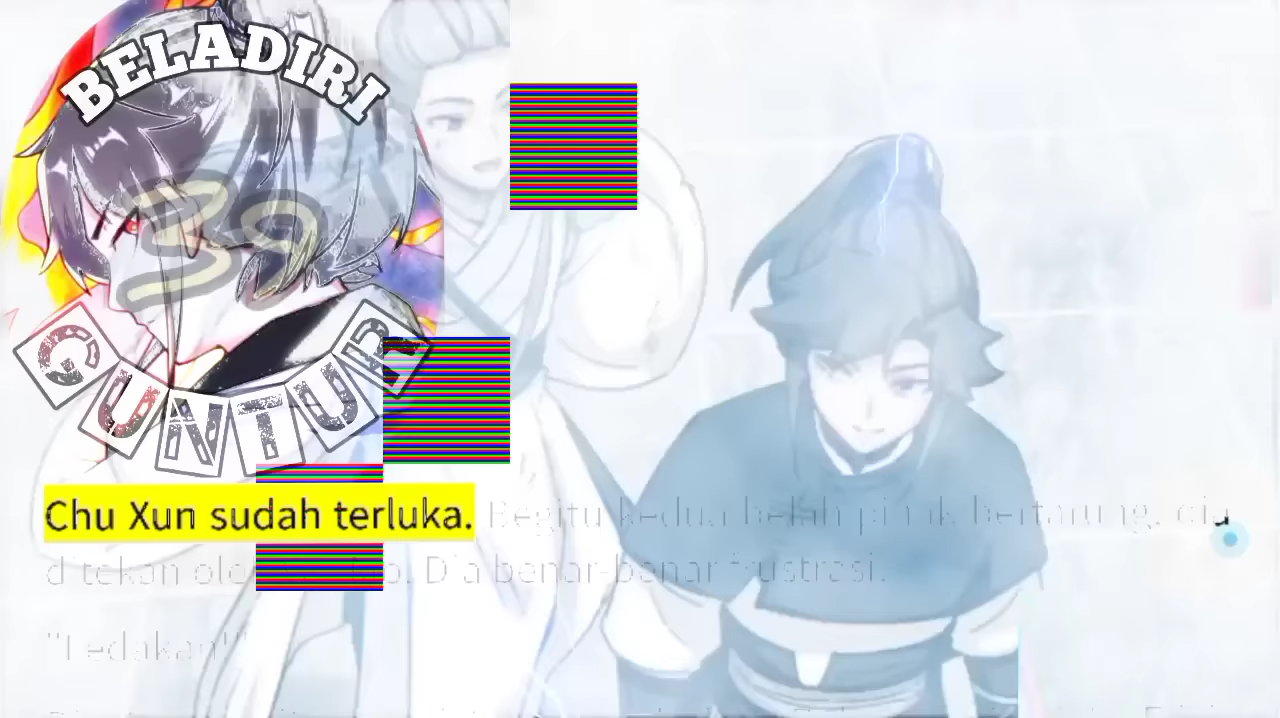 BELADIRI
GUNTUR
Chu Xun sudah terluka. Begitu kedua belah pihak bertarung, dia
ditekan oleh. Dia benar-benar frustrasi.
"Ledakan!"